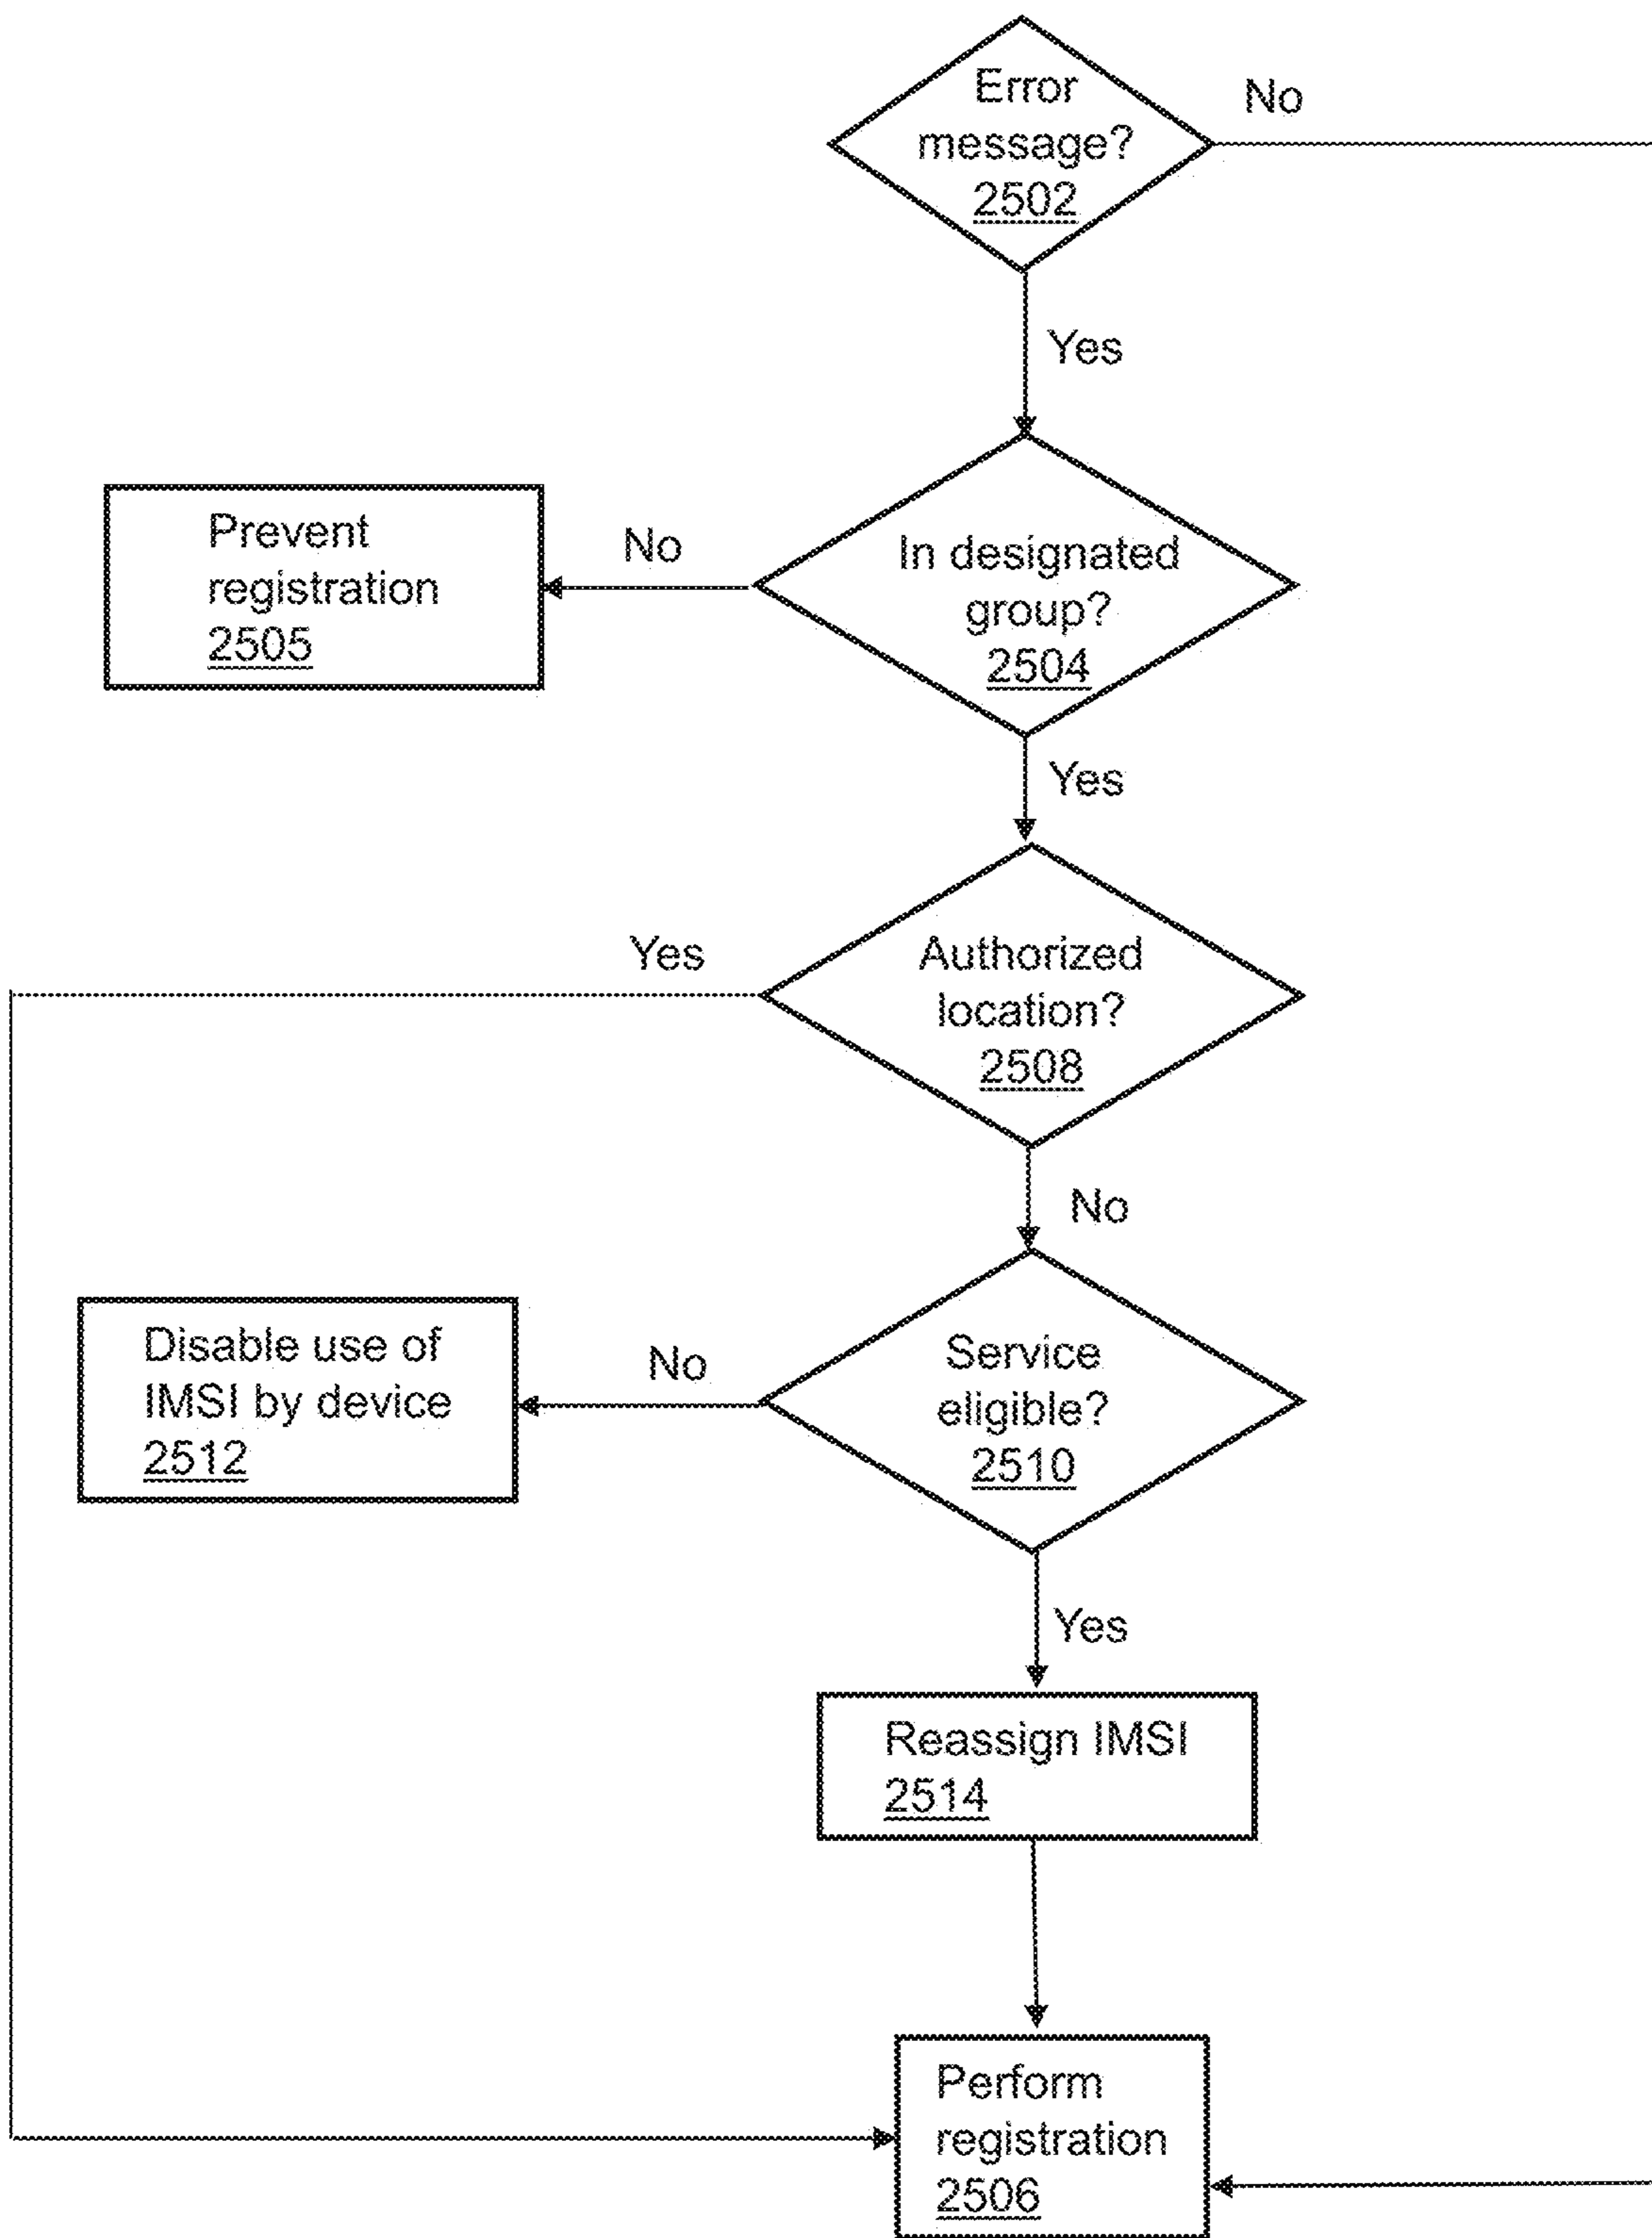 Error
message?
2502
No
Yes
Prevent
registration
2505
No
In designated
group?
2504
Yes
Yes
Authorized
location?
2508
No
Disable use of
IMSI by device
2512
No
Service
eligible?
2510
Yes
Reassign IMSI
2514
Perform
registration
2506